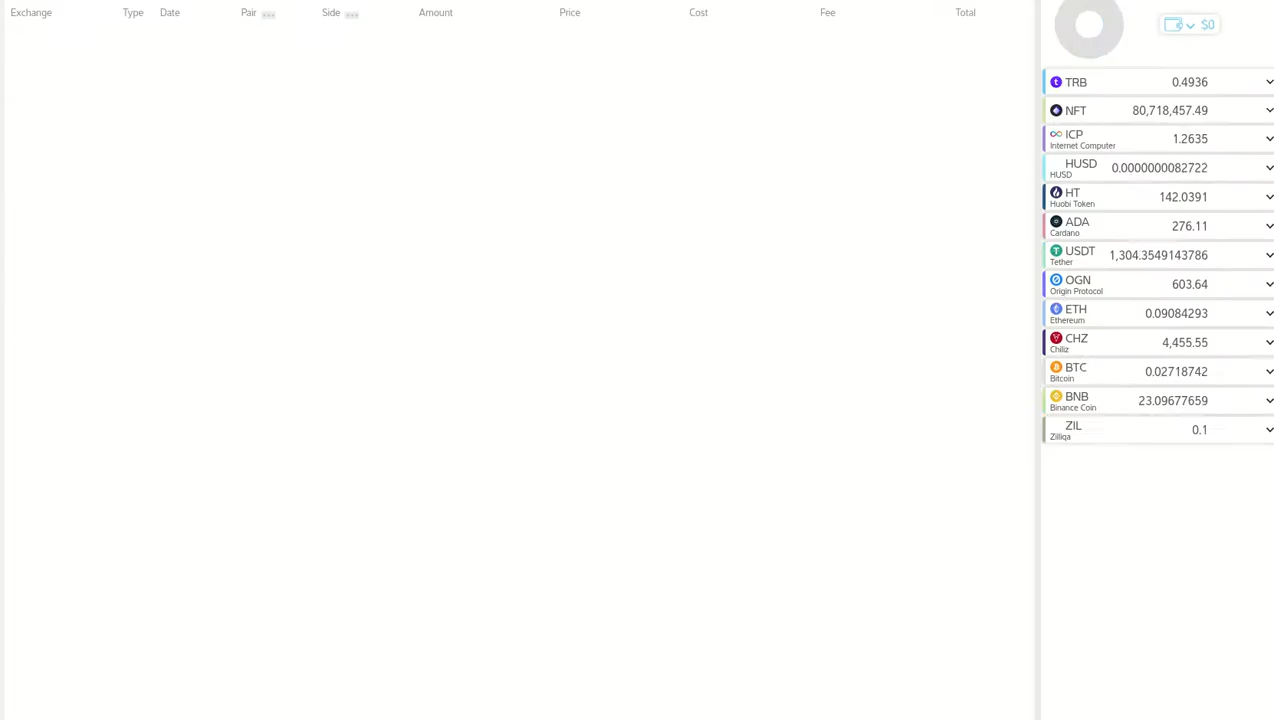 Exchange Type Date Pair ... Side ... Amount Price Cost Fee Total
$0
TRB 0.4936
NFT 80,718,457.49
ICP 1.2635
Internet Computer
HUSD 0.0000000082722
HUSD
HT 142.0391
Huobi Token
ADA 276.11
Cardano
USDT 1,304.3549143786
Tether
OGN 603.64
Origin Protocol
ETH 0.09084293
Ethereum
CHZ 4,455.55
Chiliz
BTC 0.02718742
Bitcoin
BNB 23.09677659
Binance Coin
ZIL 0.1
Zilliqa